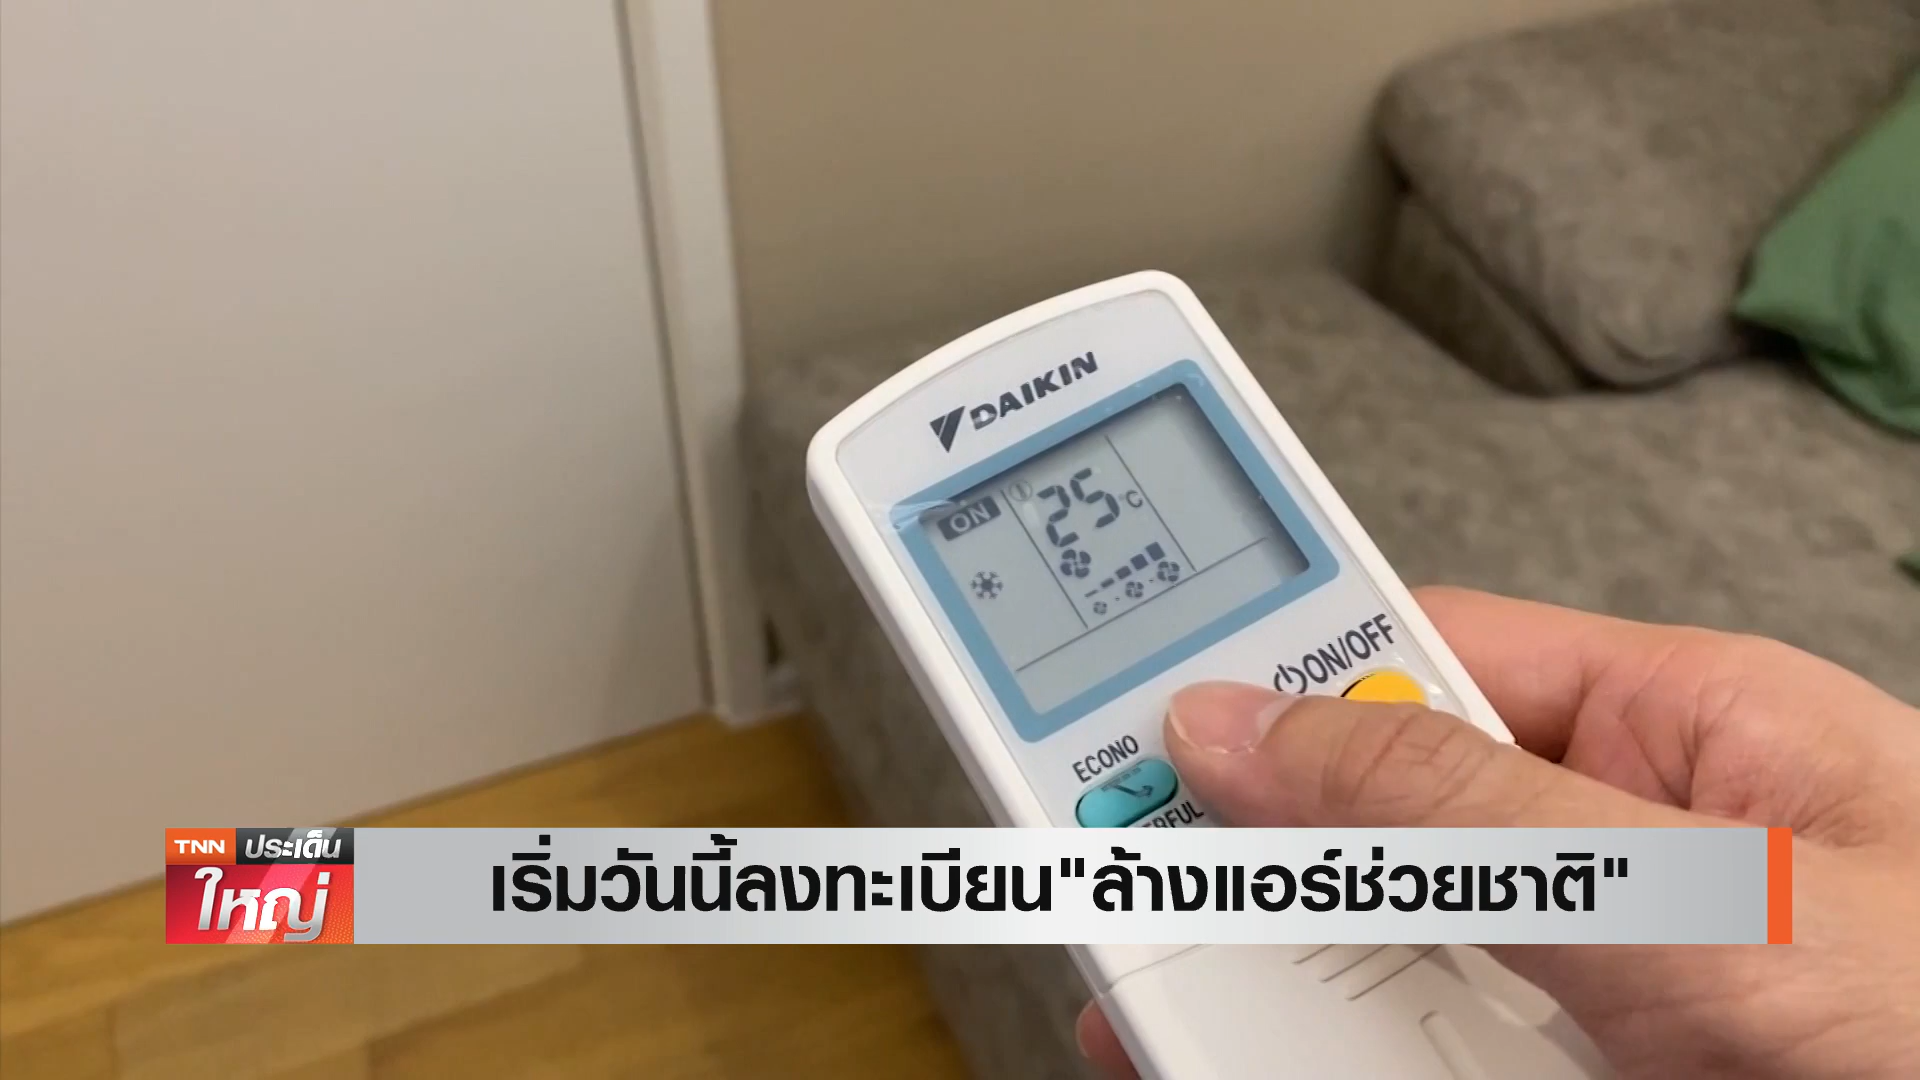 DAIKIN
ON
25 °C
ON/OFF
ECONO
TNN ประเด็น
ใหญ่
เริ่มวันนี้ลงทะเบียน"ล้างแอร์ช่วยชาติ"